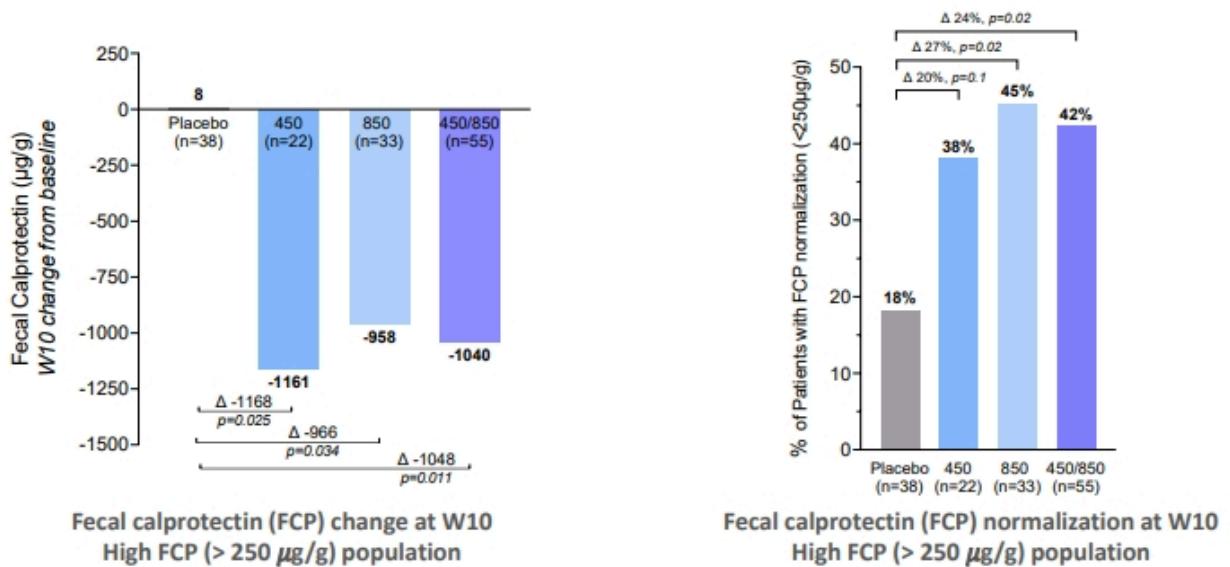 250
0
-250
-500
-750
-1000
-1250
-1500
Fecal Calprotectin (µg/g)
W10 change from baseline
8
Placebo
(n=38)
450
(n=22)
850
(n=33)
450/850
(n=55)
-1161
-958
-1040
Δ -1168
p=0.025
Δ -966
p=0.034
Δ -1048
p=0.011
Fecal calprotectin (FCP) change at W10
High FCP (> 250 µg/g) population
Δ 24%, p=0.02
Δ 27%, p=0.02
Δ 20%, p=0.1
% of Patients with FCP normalization (<250µg/g)
50
40
30
20
10
0
18%
38%
45%
42%
Placebo
(n=38)
450
(n=22)
850
(n=33)
450/850
(n=55)
Fecal calprotectin (FCP) normalization at W10
High FCP (> 250 µg/g) population